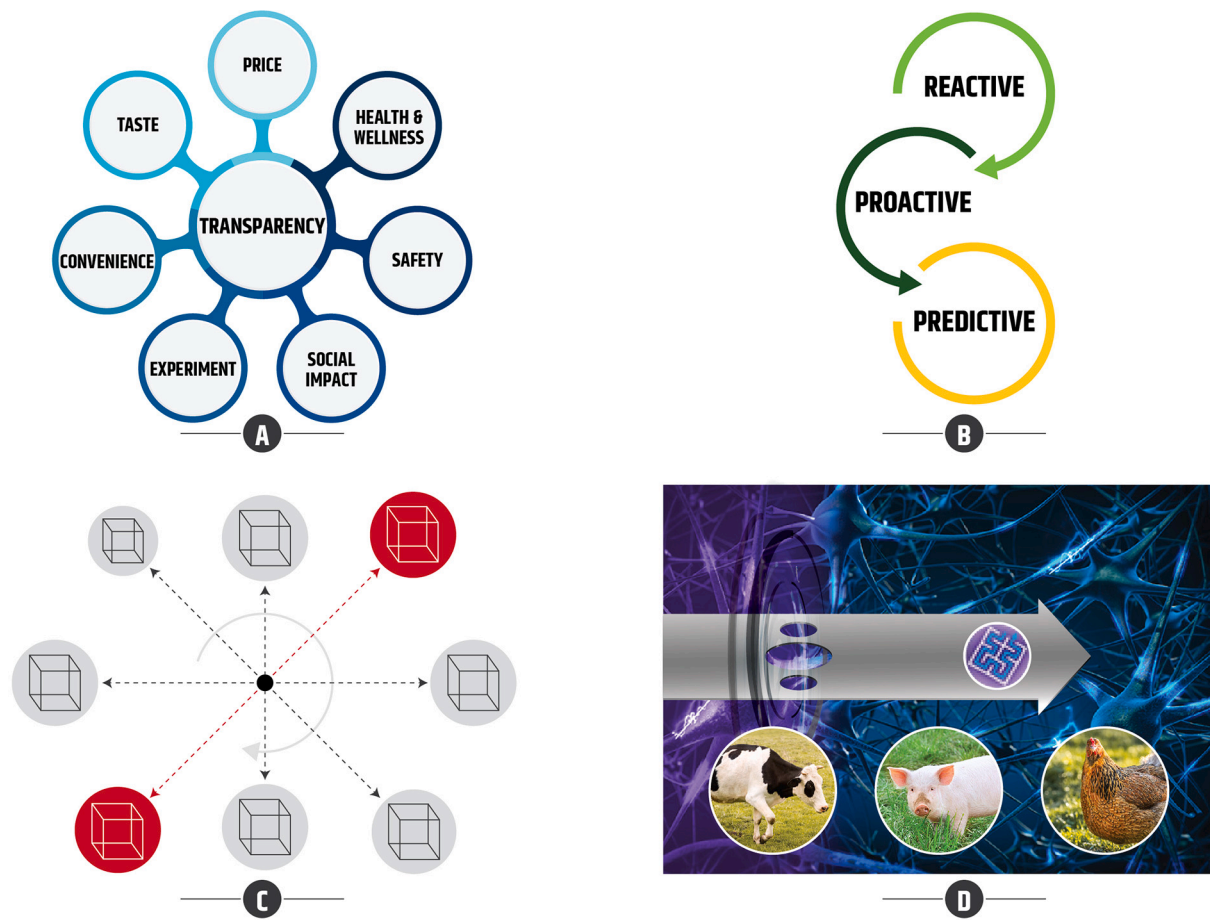 PRICE
TASTE
HEALTH &
WELLNESS
TRANSPARENCY
CONVENIENCE
SAFETY
EXPERIMENT
SOCIAL
IMPACT
A
REACTIVE
PROACTIVE
PREDICTIVE
B
C
D